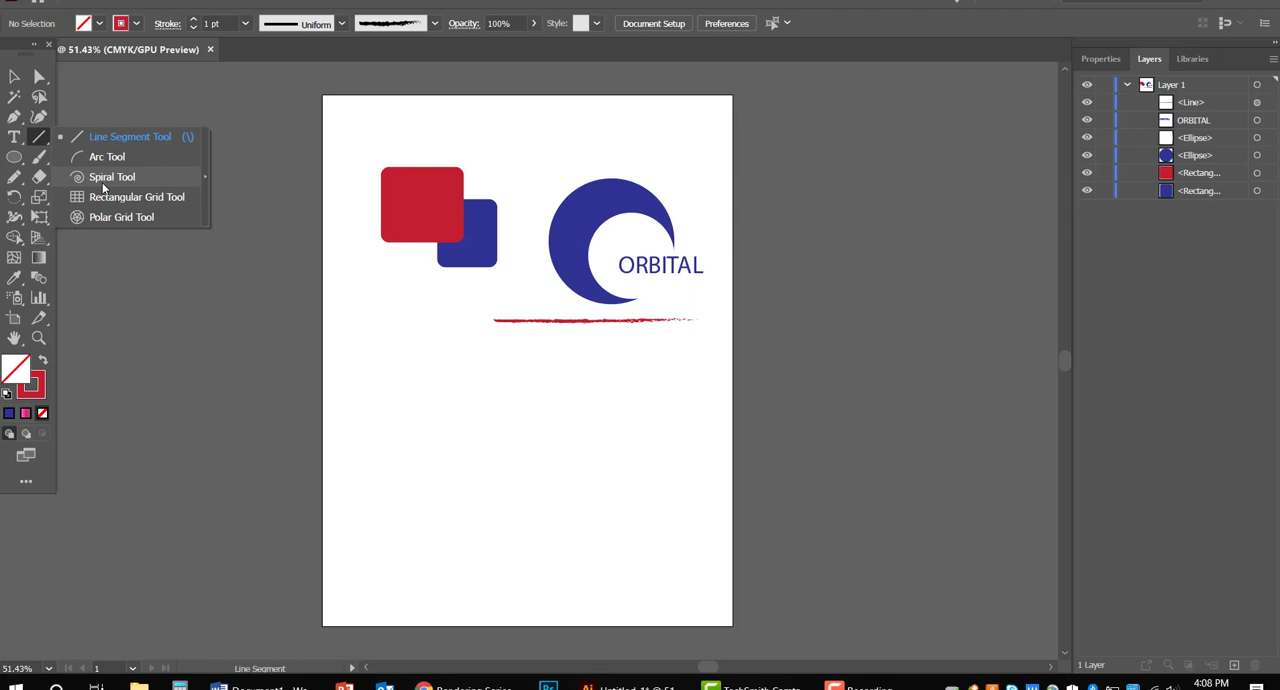 No Selection Stroke: 1 pt Uniform Opacity: 100% Style: Document Setup Preferences
@ 51.43% (CMYK/GPU Preview) ×
Properties Layers Libraries
Layer 1
<Line>
ORBITAL
<Ellipse>
<Ellipse>
<Rectang...
<Rectang...
Line Segment Tool (\)
Arc Tool
Spiral Tool
Rectangular Grid Tool
Polar Grid Tool
ORBITAL
51.43% 1 Line Segment
1 Layer
4:08 PM